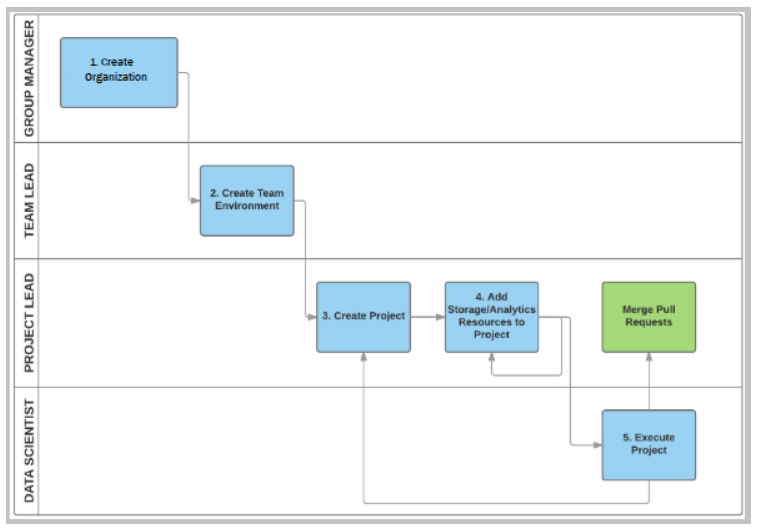 GROUP MANAGER
1. Create
Organization
TEAM LEAD
2. Create Team
Environment
PROJECT LEAD
3. Create Project
4. Add
Storage/Analytics
Resources to
Project
Merge Pull
Requests
DATA SCIENTIST
5. Execute
Project